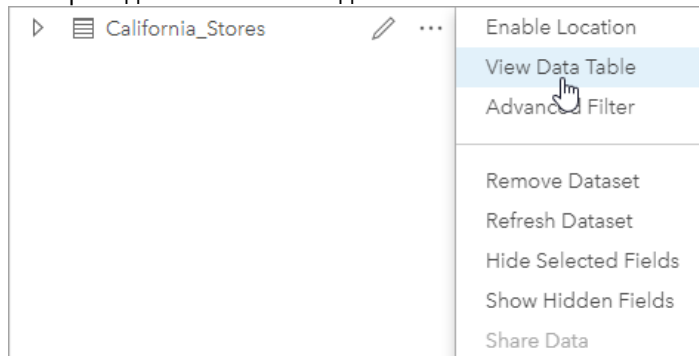 California_Stores
Enable Location
View Data Table
Advanced Filter
Remove Dataset
Refresh Dataset
Hide Selected Fields
Show Hidden Fields
Share Data